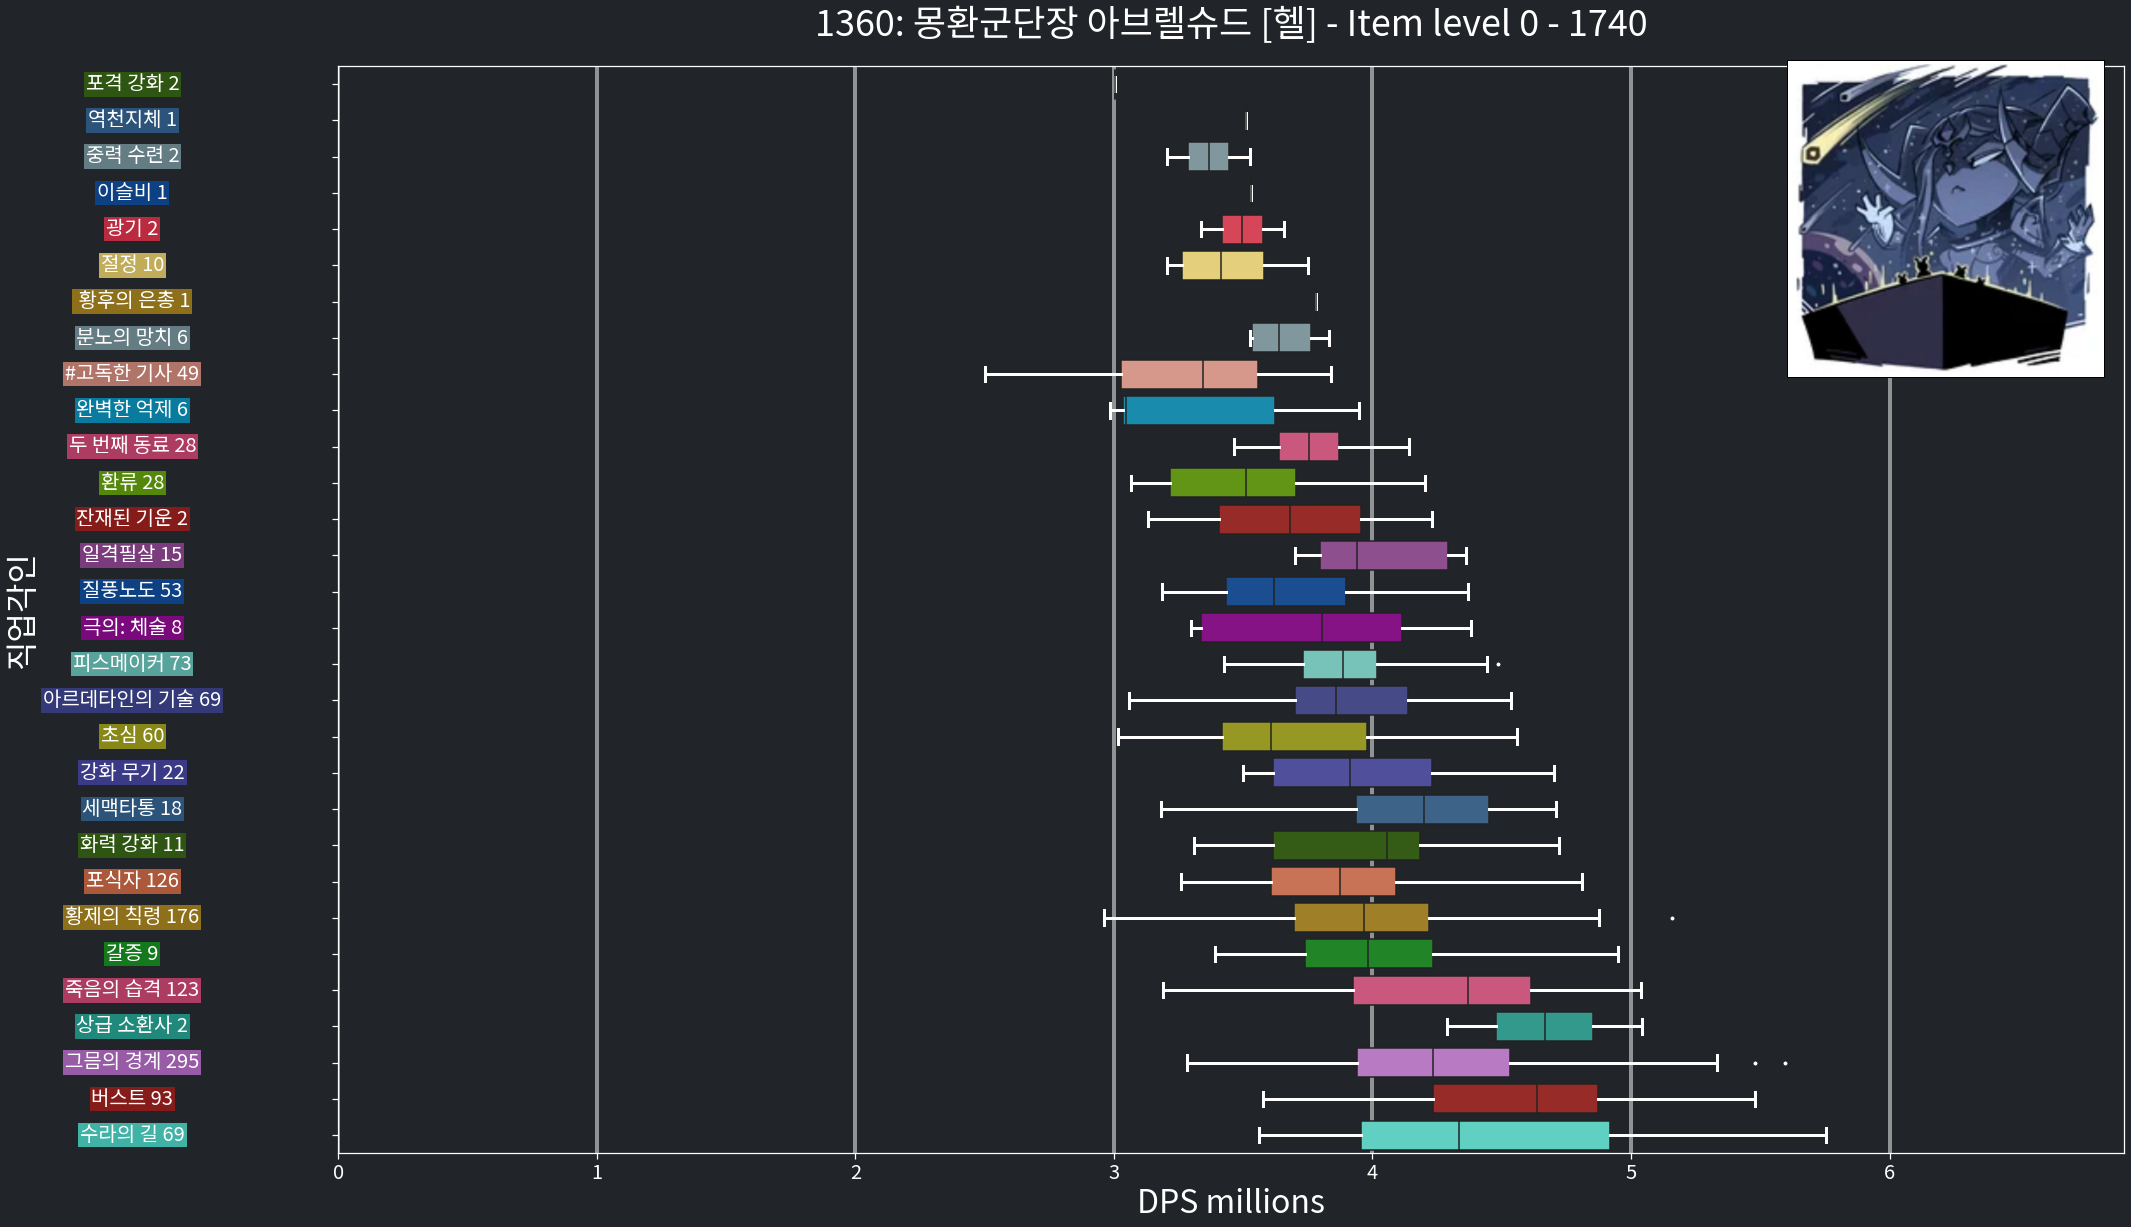 1360: 몽환군단장 아브렐슈드 [헬] - Item level 0 - 1740
포격 강화 2
역천지체 1
중력 수련 2
이슬비 1
광기 2
절정 10
황후의 은총 1
분노의 망치 6
#고독한 기사 49
완벽한 억제 6
두 번째 동료 28
환류 28
잔재된 기운 2
일격필살 15
질풍노도 53
극의: 체술 8
피스메이커 73
아르데타인의 기술 69
초심 60
강화 무기 22
세맥타통 18
화력 강화 11
포식자 126
황제의 칙령 176
갈증 9
죽음의 습격 123
상급 소환사 2
그믐의 경계 295
버스트 93
수라의 길 69
직업각인
0 1 2 3 4 5 6
DPS millions